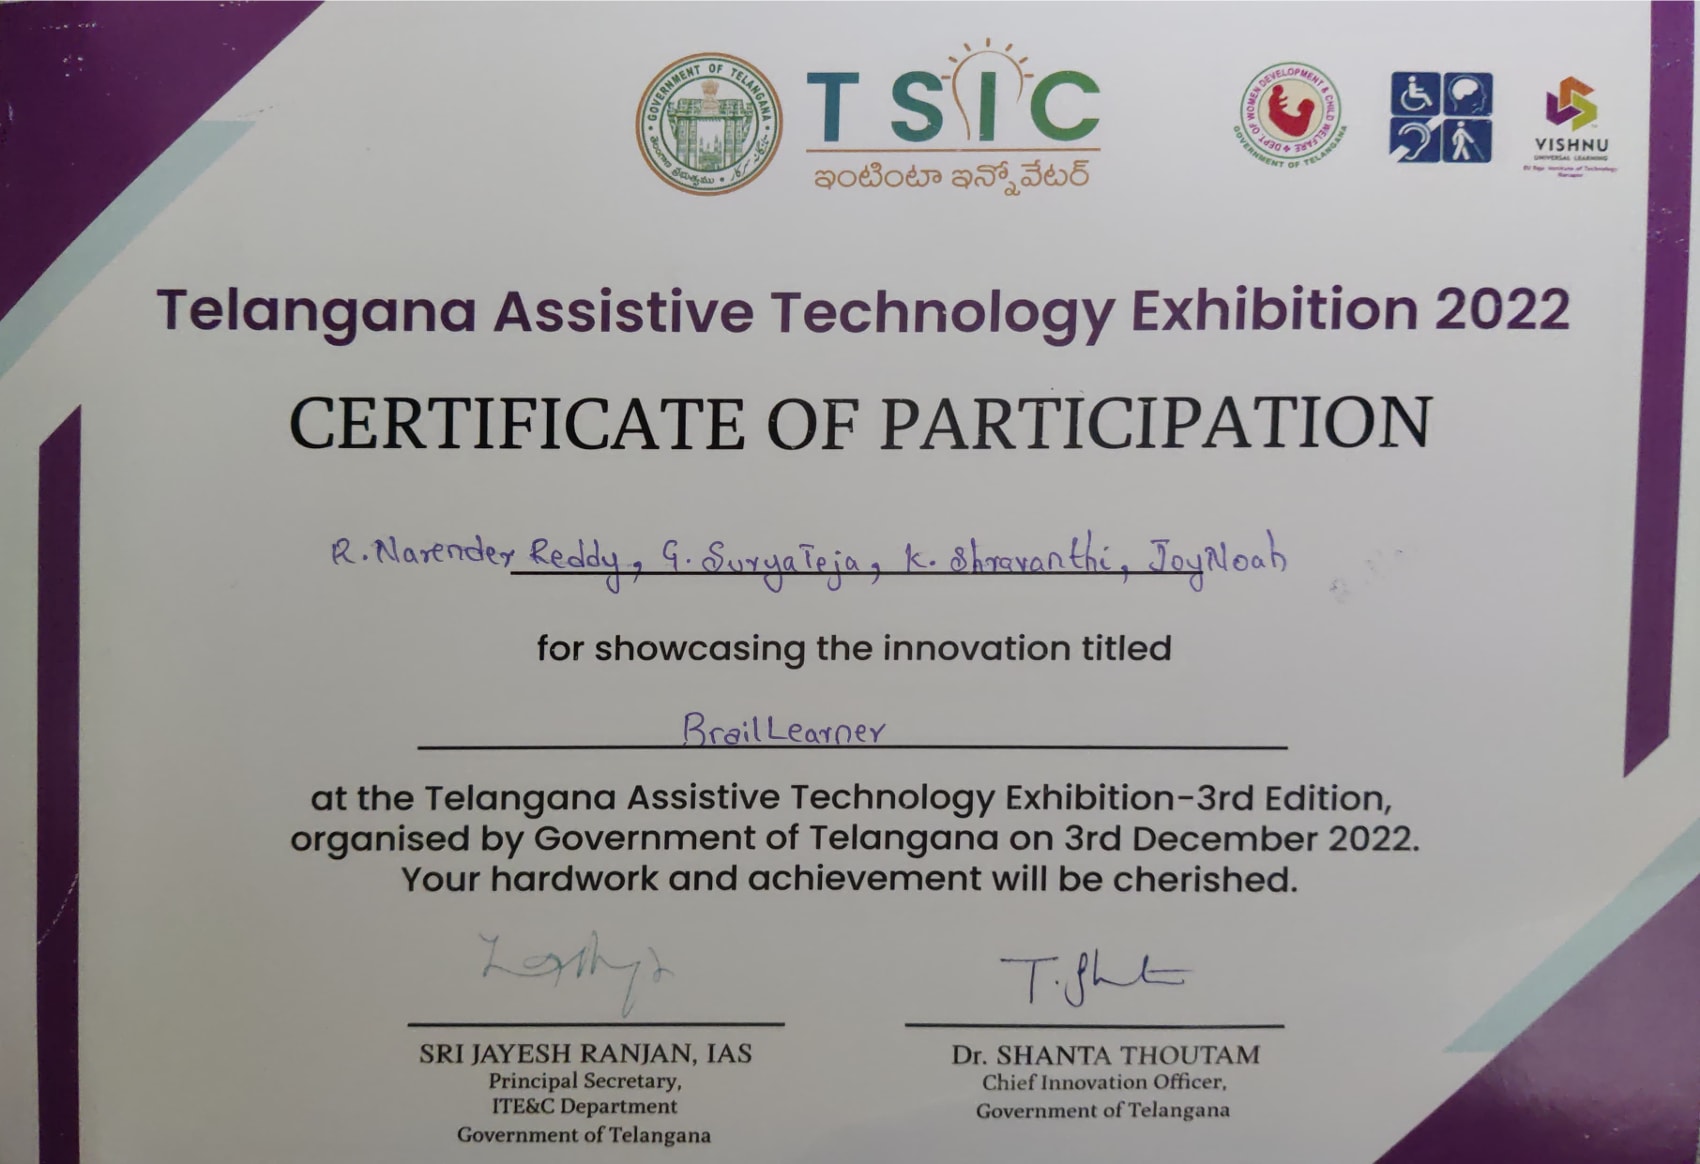 GOVERNMENT OF TELANGANA
TSIC
ఇంటింటా ఇన్నోవేటర్
DEPT. OF WOMEN DEVELOPMENT & CHILD WELFARE
GOVERNMENT OF TELANGANA
VISHNU
UNIVERSAL LEARNING
Telangana Assistive Technology Exhibition 2022
CERTIFICATE OF PARTICIPATION
R. Narender Reddy, G. SuryaTeja, K. Shravanthi, JoyNoah
for showcasing the innovation titled
BrailLearner
at the Telangana Assistive Technology Exhibition-3rd Edition,
organised by Government of Telangana on 3rd December 2022.
Your hardwork and achievement will be cherished.
T. Sh
SRI JAYESH RANJAN, IAS
Principal Secretary,
ITE&C Department
Government of Telangana
Dr. SHANTA THOUTAM
Chief Innovation Officer,
Government of Telangana